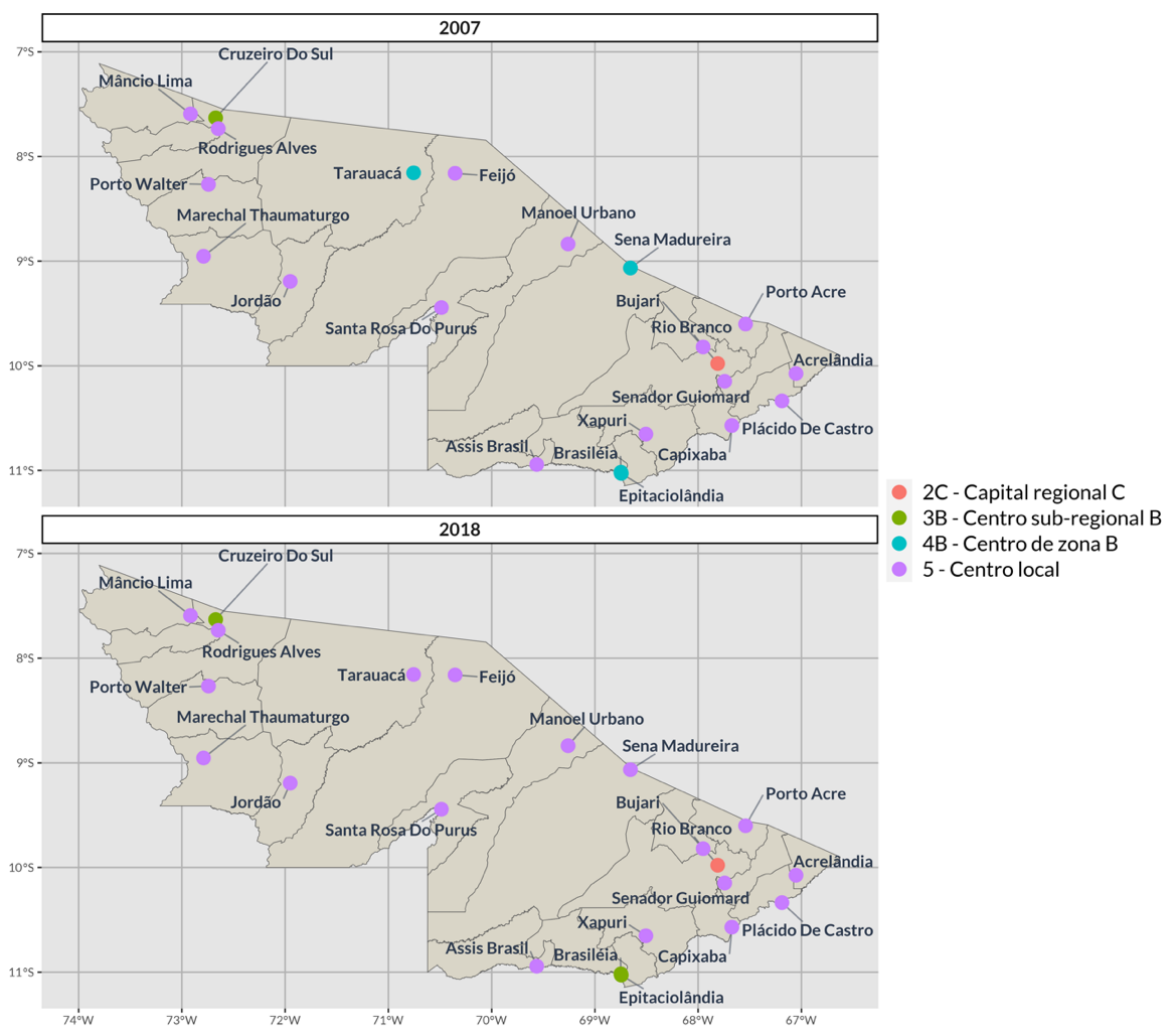 2007
7°S
8°S
9°S
10°S
11°S
Cruzeiro Do Sul
Mâncio Lima
Rodrigues Alves
Tarauacá
Feijó
Porto Walter
Manoel Urbano
Marechal Thaumaturgo
Sena Madureira
Porto Acre
Jordão
Bujari
Santa Rosa Do Purus
Rio Branco
Acrelândia
Senador Guiomard
Xapuri
Plácido De Castro
Assis Brasil
Brasiléia
Capixaba
Epitaciolândia
2C - Capital regional C
3B - Centro sub-regional B
4B - Centro de zona B
5 - Centro local
2018
7°S
8°S
9°S
10°S
11°S
Cruzeiro Do Sul
Mâncio Lima
Rodrigues Alves
Tarauacá
Feijó
Porto Walter
Marechal Thaumaturgo
Manoel Urbano
Sena Madureira
Porto Acre
Jordão
Bujari
Santa Rosa Do Purus
Rio Branco
Acrelândia
Senador Guiomard
Xapuri
Plácido De Castro
Assis Brasil
Brasiléia
Capixaba
Epitaciolândia
74°W
73°W
72°W
71°W
70°W
69°W
68°W
67°W